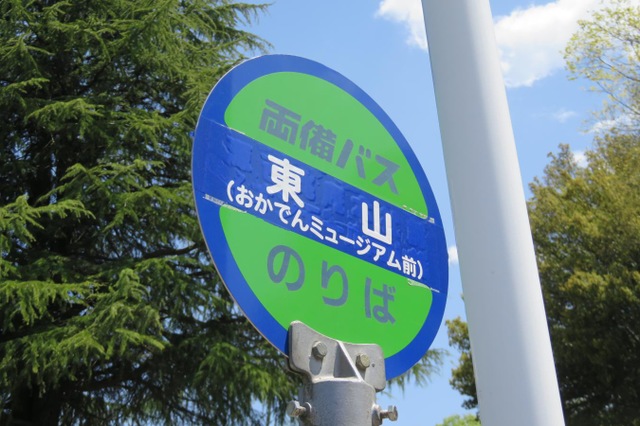 両備バス
東山
(おかでんミュージアム前)
のりば